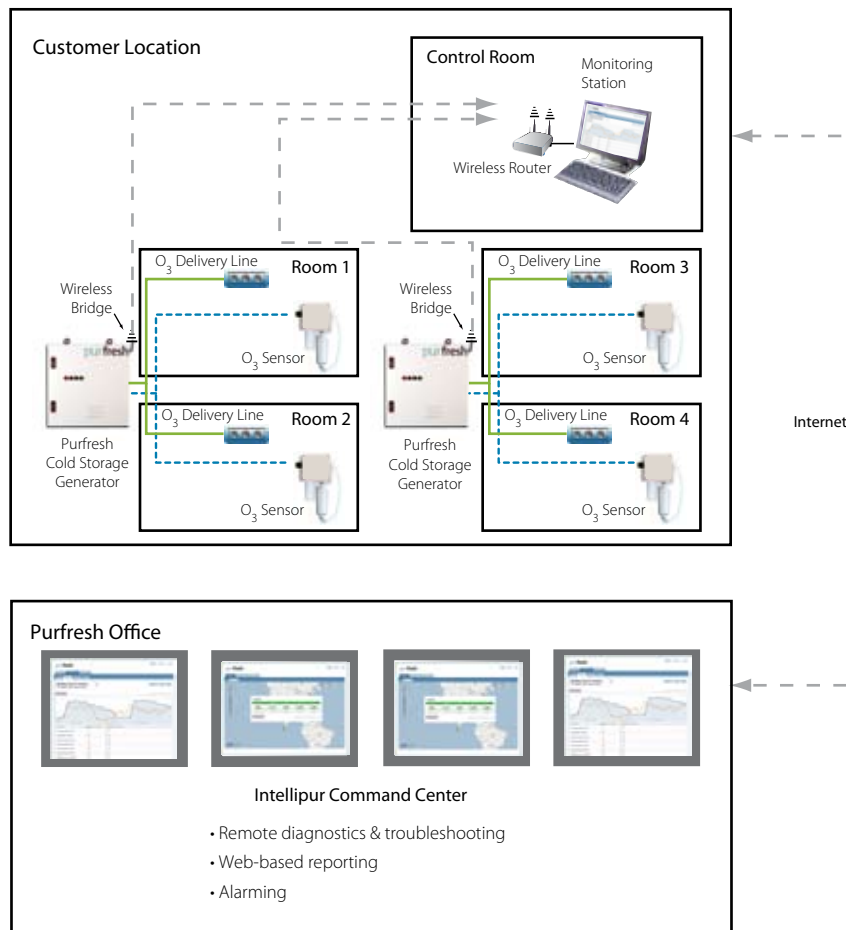 Customer Location
Control Room
Monitoring
Station
Wireless Router
O3 Delivery Line
Room 1
Wireless
Bridge
purfresh
O3 Sensor
O3 Delivery Line
Room 2
Purfresh
Cold Storage
Generator
O3 Sensor
O3 Delivery Line
Room 3
Wireless
Bridge
purfresh
O3 Sensor
O3 Delivery Line
Room 4
Purfresh
Cold Storage
Generator
O3 Sensor
Internet
Purfresh Office
Intellipur Command Center
• Remote diagnostics & troubleshooting
• Web-based reporting
• Alarming